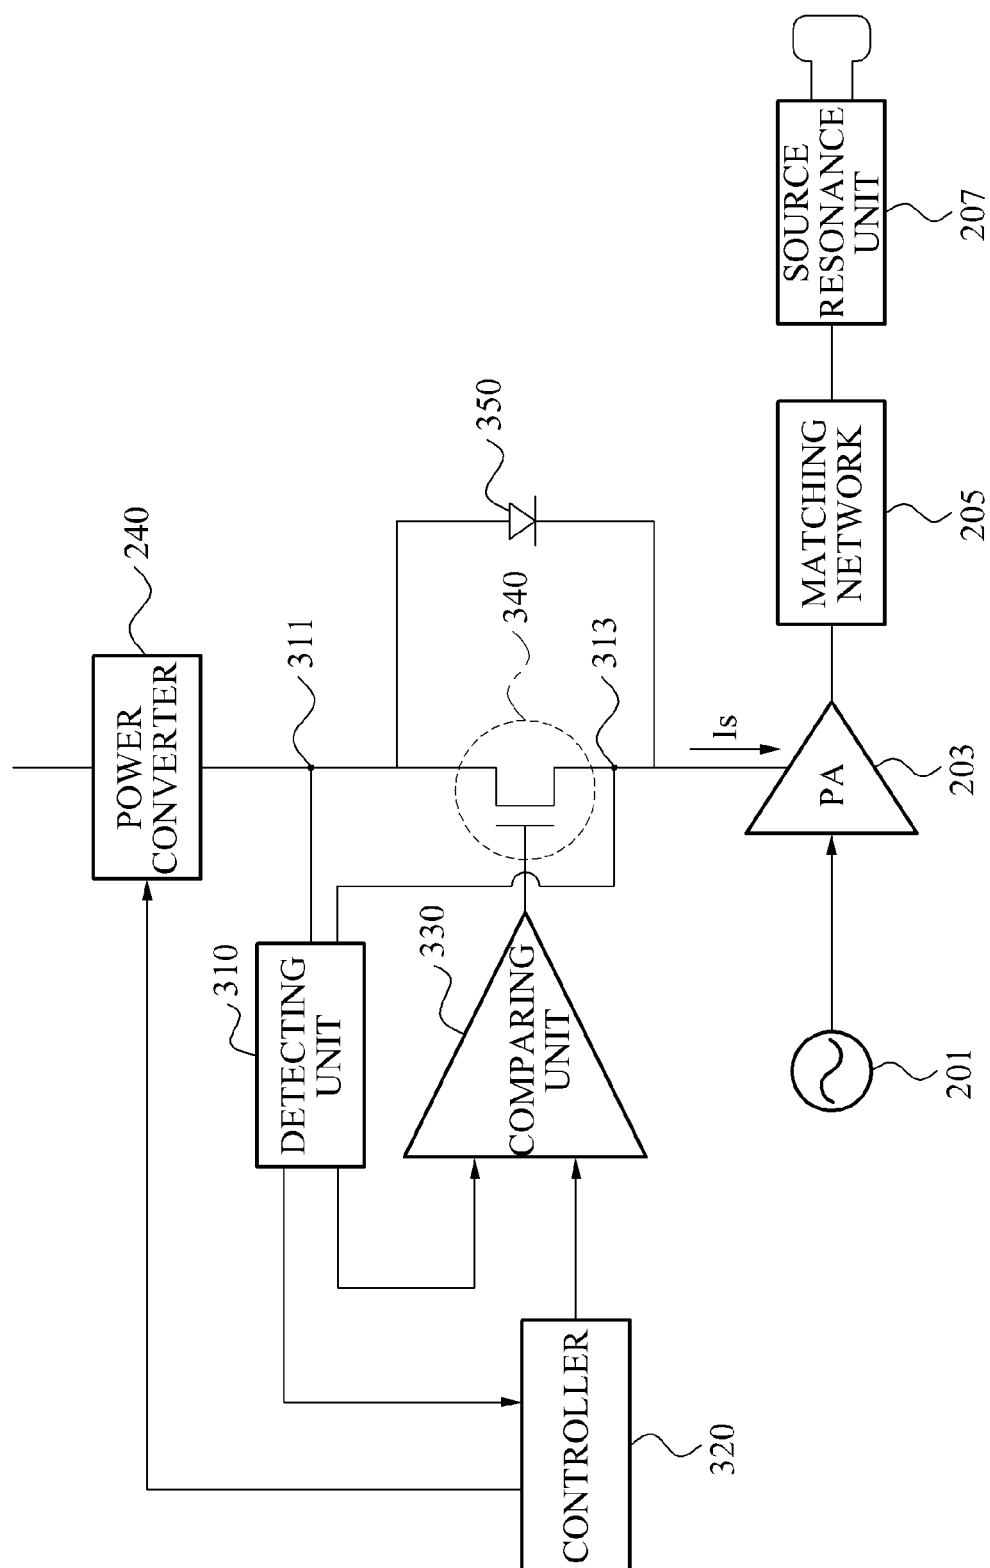 240
POWER
CONVERTER
311
350
340
313
310
DETECTING
UNIT
330
COMPARING
UNIT
CONTROLLER
320
Is
PA
203
201
MATCHING
NETWORK
205
SOURCE
RESONANCE
UNIT
207